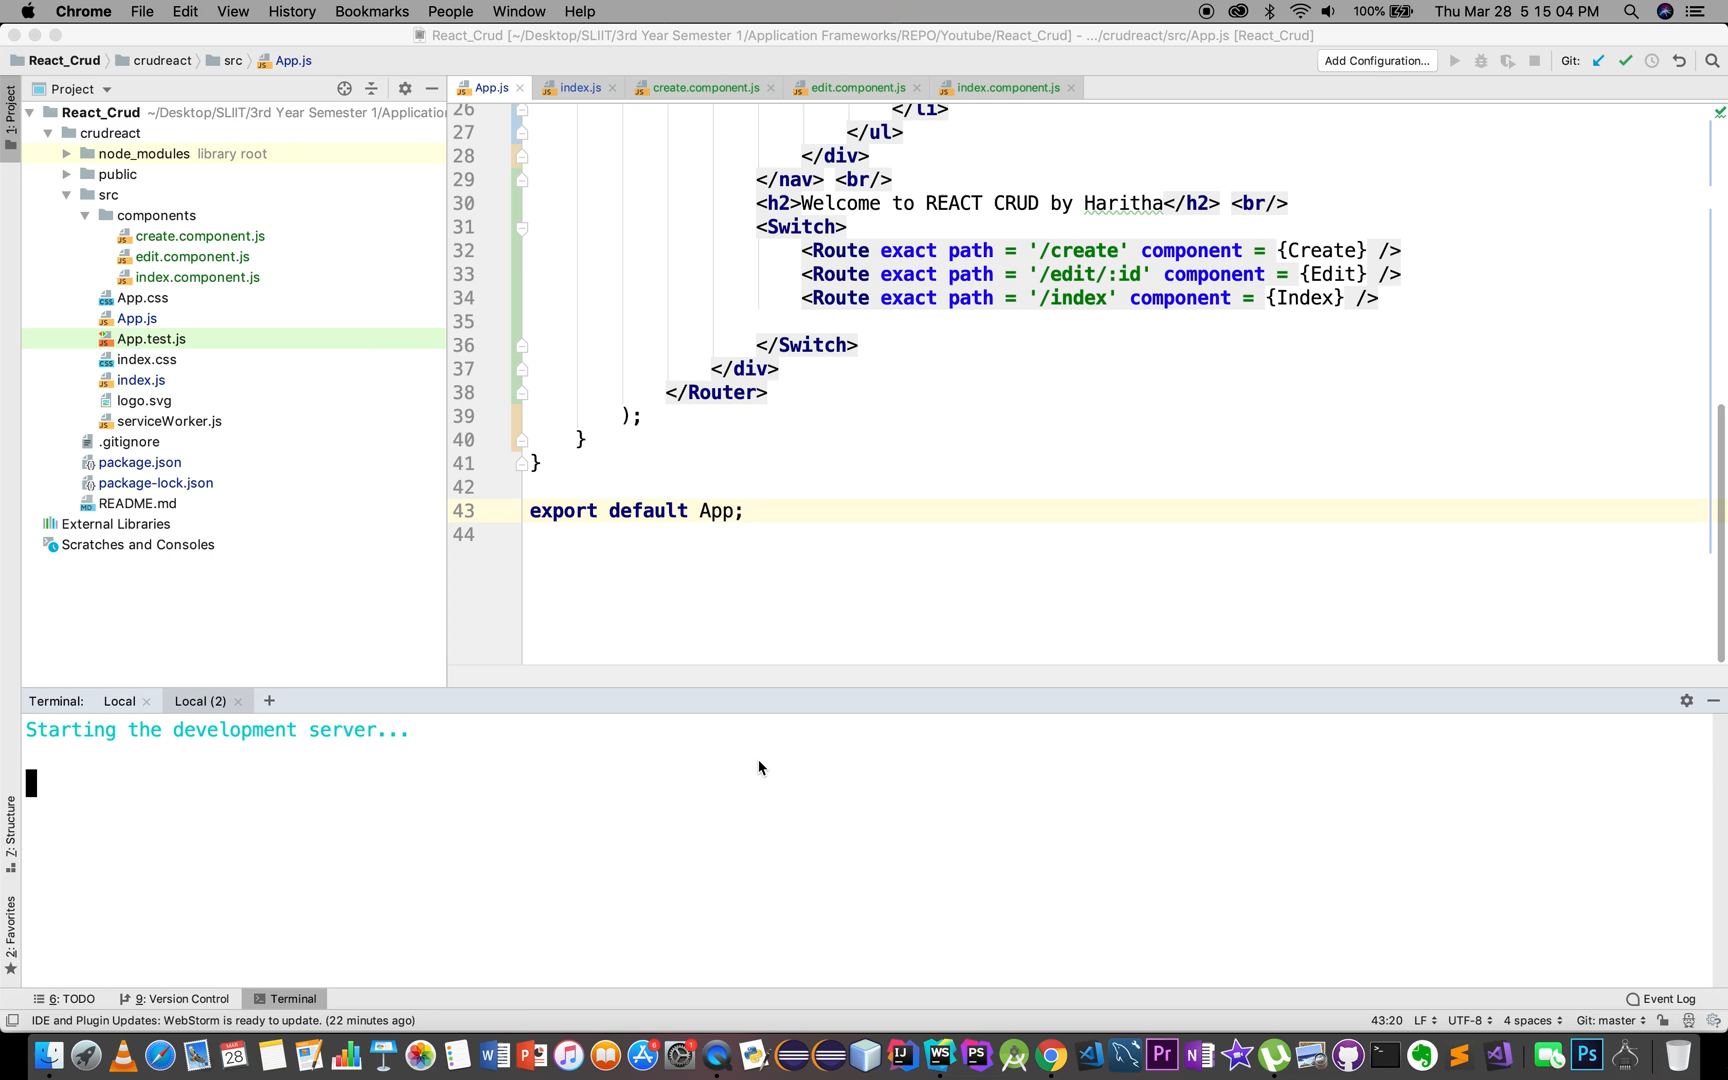 Chrome File Edit View History Bookmarks People Window Help 100% Thu Mar 28 5 15 04 PM
React_Crud [~/Desktop/SLIIT/3rd Year Semester 1/Application Frameworks/REPO/Youtube/React_Crud] - .../crudreact/src/App.js [React_Crud]
React_Crud crudreact src App.js Add Configuration... Git:
1: Project
Project
App.js index.js create.component.js edit.component.js index.component.js
React_Crud ~/Desktop/SLIIT/3rd Year Semester 1/Applicatio
crudreact
node_modules library root
public
src
components
create.component.js
edit.component.js
index.component.js
App.css
App.js
App.test.js
index.css
index.js
logo.svg
serviceWorker.js
.gitignore
package.json
package-lock.json
README.md
External Libraries
Scratches and Consoles
26 </li>
27 </ul>
28 </div>
29 </nav> <br/>
30 <h2>Welcome to REACT CRUD by Haritha</h2> <br/>
31 <Switch>
32 <Route exact path = '/create' component = {Create} />
33 <Route exact path = '/edit/:id' component = {Edit} />
34 <Route exact path = '/index' component = {Index} />
35
36 </Switch>
37 </div>
38 </Router>
39 );
40 }
41 }
42
43 export default App;
44
Terminal: Local Local (2) +
Starting the development server...
Z: Structure
2: Favorites
6: TODO 9: Version Control Terminal Event Log
IDE and Plugin Updates: WebStorm is ready to update. (22 minutes ago) 43:20 LF UTF-8 4 spaces Git: master